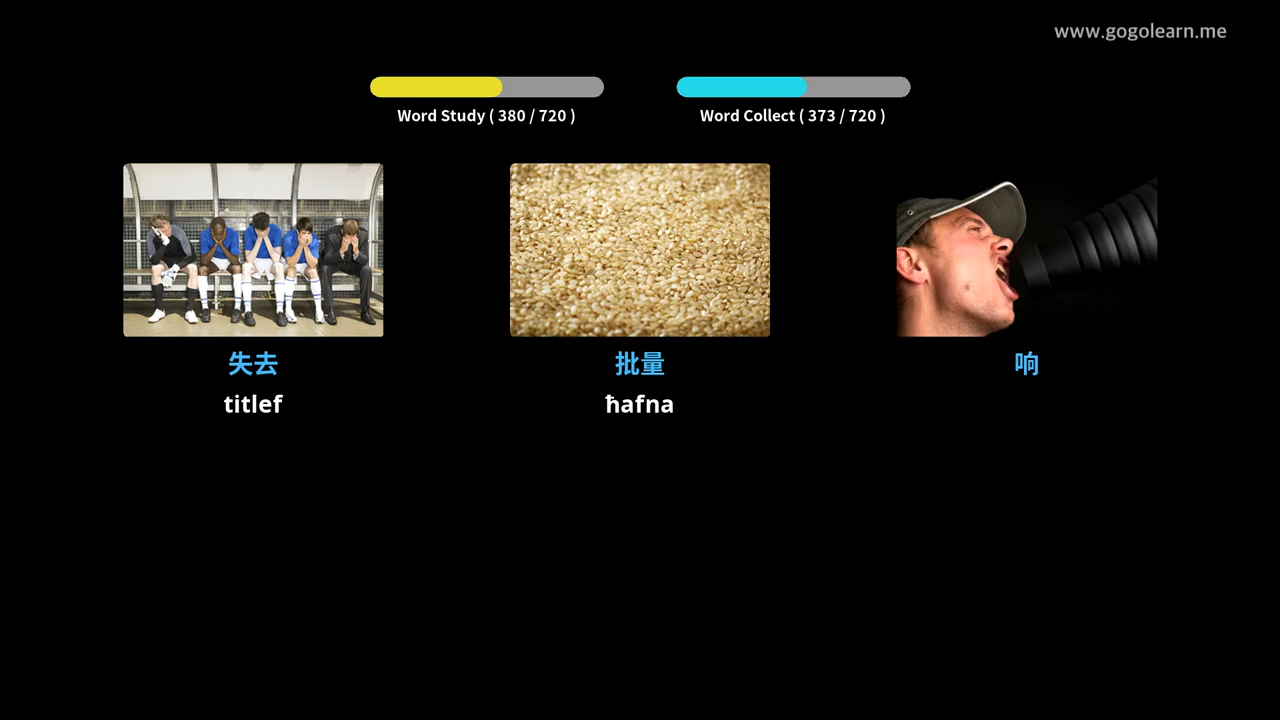 www.gogolearn.me
Word Study ( 380 / 720 )
Word Collect ( 373 / 720 )
失去
批量
响
titlef
ħafna